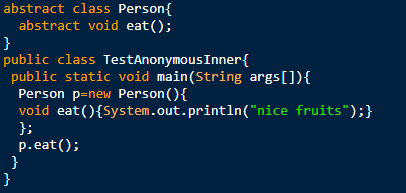 abstract class Person{
  abstract void eat();
}
public class TestAnonymousInner{
 public static void main(String args[]){
  Person p=new Person(){
  void eat(){System.out.println("nice fruits");}
  };
  p.eat();
 }
}